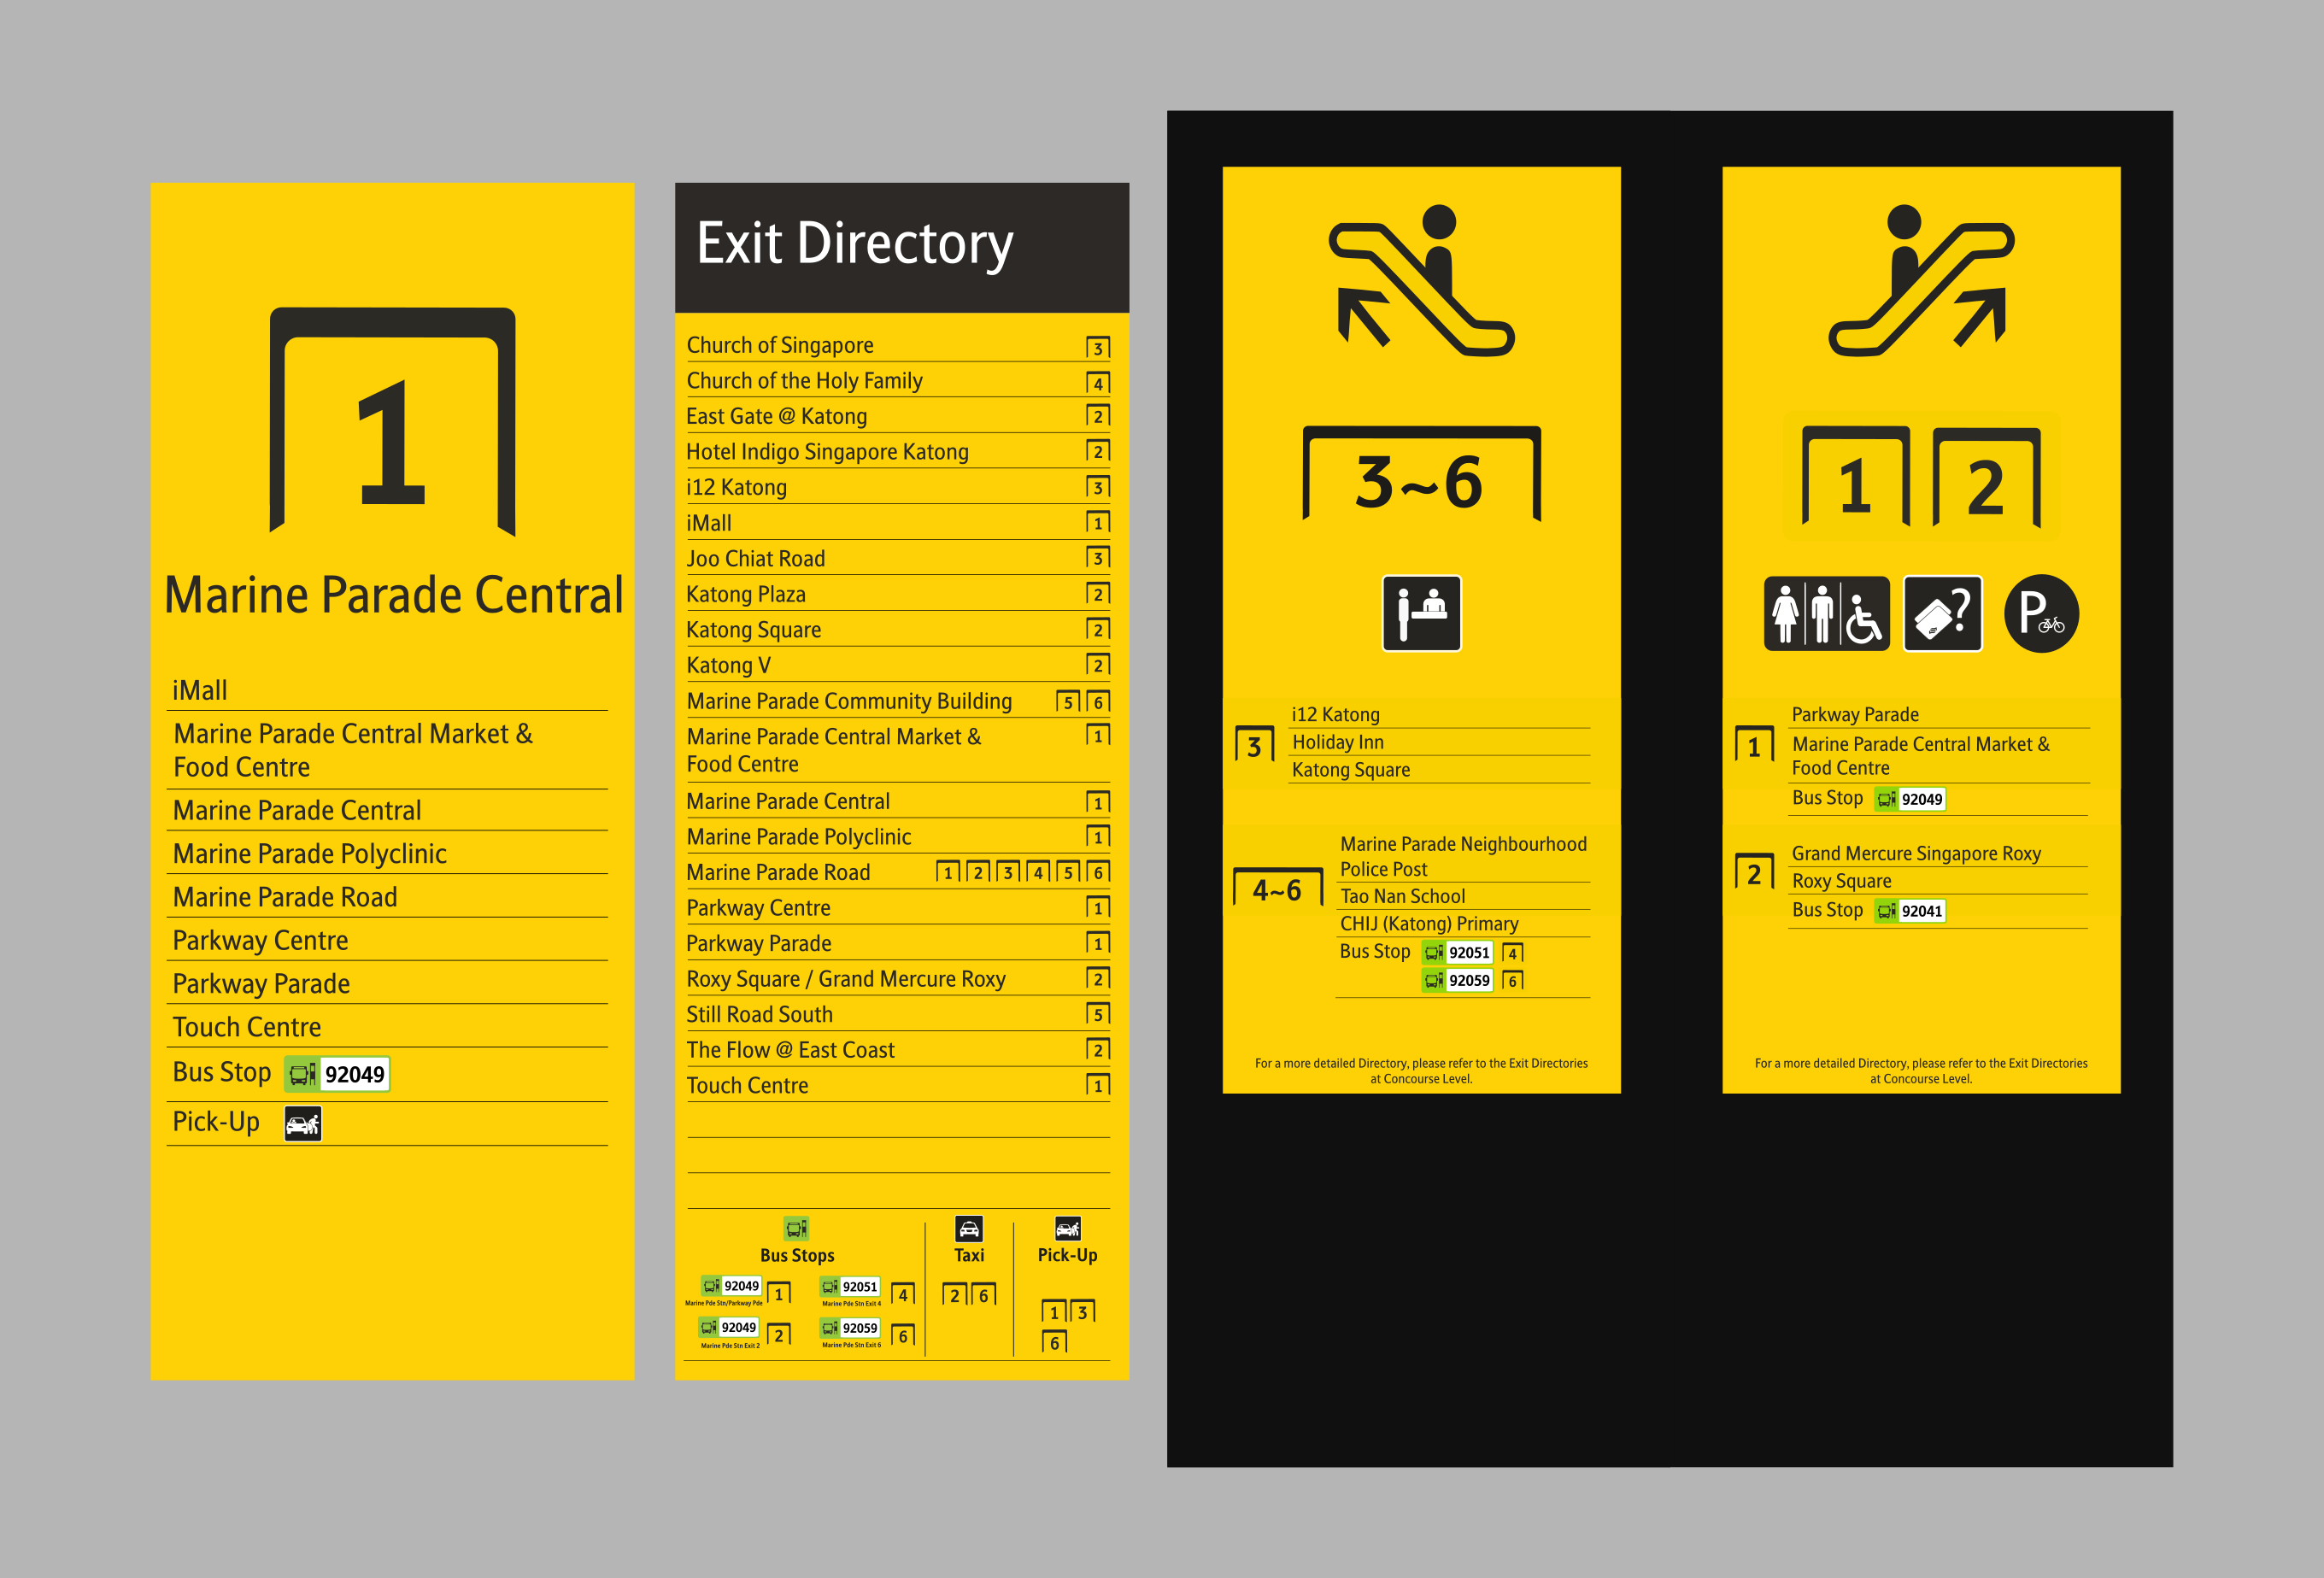 1
Marine Parade Central
iMall
Marine Parade Central Market &
Food Centre
Marine Parade Central
Marine Parade Polyclinic
Marine Parade Road
Parkway Centre
Parkway Parade
Touch Centre
Bus Stop 92049
Pick-Up
Exit Directory
Church of Singapore 3
Church of the Holy Family 4
East Gate @ Katong 2
Hotel Indigo Singapore Katong 2
i12 Katong 3
iMall 1
Joo Chiat Road 3
Katong Plaza 2
Katong Square 2
Katong V 2
Marine Parade Community Building 5 6
Marine Parade Central Market & 1
Food Centre
Marine Parade Central 1
Marine Parade Polyclinic 1
Marine Parade Road 1 2 3 4 5 6
Parkway Centre 1
Parkway Parade 1
Roxy Square / Grand Mercure Roxy 2
Still Road South 5
The Flow @ East Coast 2
Touch Centre 1
Bus Stops
92049 1
Marine Pde Stn/Parkway Pde
92051 4
Marine Pde Stn Exit 4
92049 2
Marine Pde Stn Exit 2
92059 6
Marine Pde Stn Exit 6
Taxi
2 6
Pick-Up
1 3
6
3~6
3
i12 Katong
Holiday Inn
Katong Square
4~6
Marine Parade Neighbourhood
Police Post
Tao Nan School
CHIJ (Katong) Primary
Bus Stop 92051 4
92059 6
For a more detailed Directory, please refer to the Exit Directories
at Concourse Level.
1 2
?
P
1
Parkway Parade
Marine Parade Central Market &
Food Centre
Bus Stop 92049
2
Grand Mercure Singapore Roxy
Roxy Square
Bus Stop 92041
For a more detailed Directory, please refer to the Exit Directories
at Concourse Level.